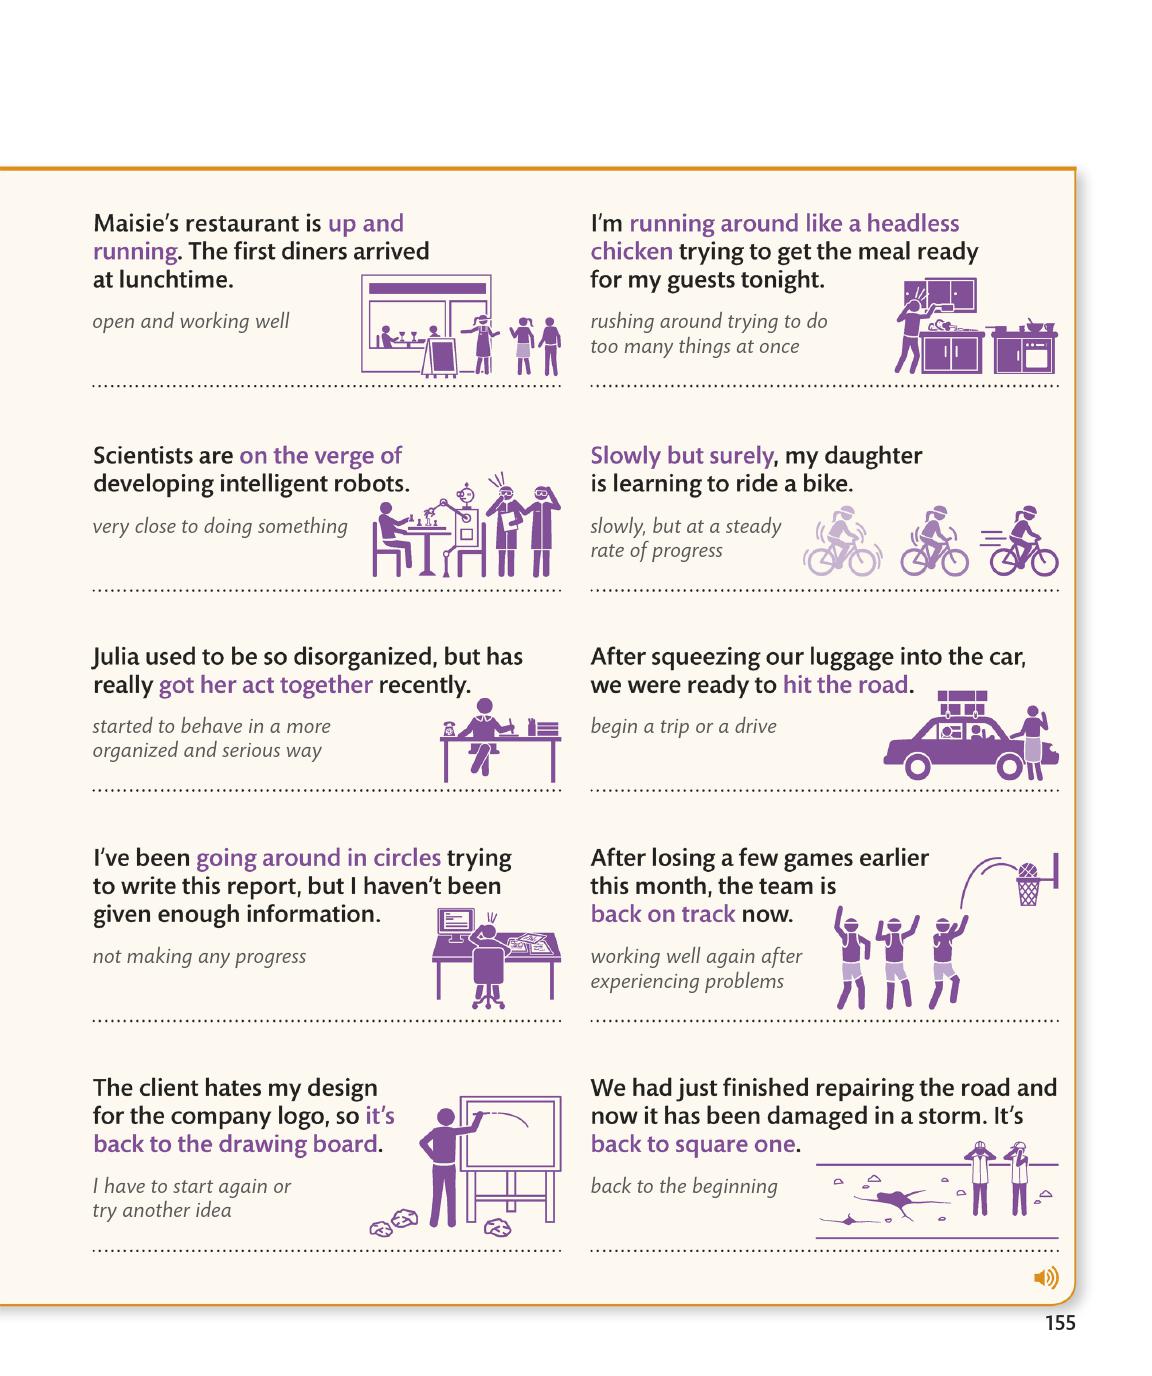 Maisie’s restaurant is up and
running. The first diners arrived
at lunchtime.
open and working well
I’m running around like a headless
chicken trying to get the meal ready
for my guests tonight.
rushing around trying to do
too many things at once
Scientists are on the verge of
developing intelligent robots.
very close to doing something
Slowly but surely, my daughter
is learning to ride a bike.
slowly, but at a steady
rate of progress
Julia used to be so disorganized, but has
really got her act together recently.
started to behave in a more
organized and serious way
After squeezing our luggage into the car,
we were ready to hit the road.
begin a trip or a drive
I’ve been going around in circles trying
to write this report, but I haven’t been
given enough information.
not making any progress
After losing a few games earlier
this month, the team is
back on track now.
working well again after
experiencing problems
The client hates my design
for the company logo, so it’s
back to the drawing board.
I have to start again or
try another idea
We had just finished repairing the road and
now it has been damaged in a storm. It’s
back to square one.
back to the beginning
155